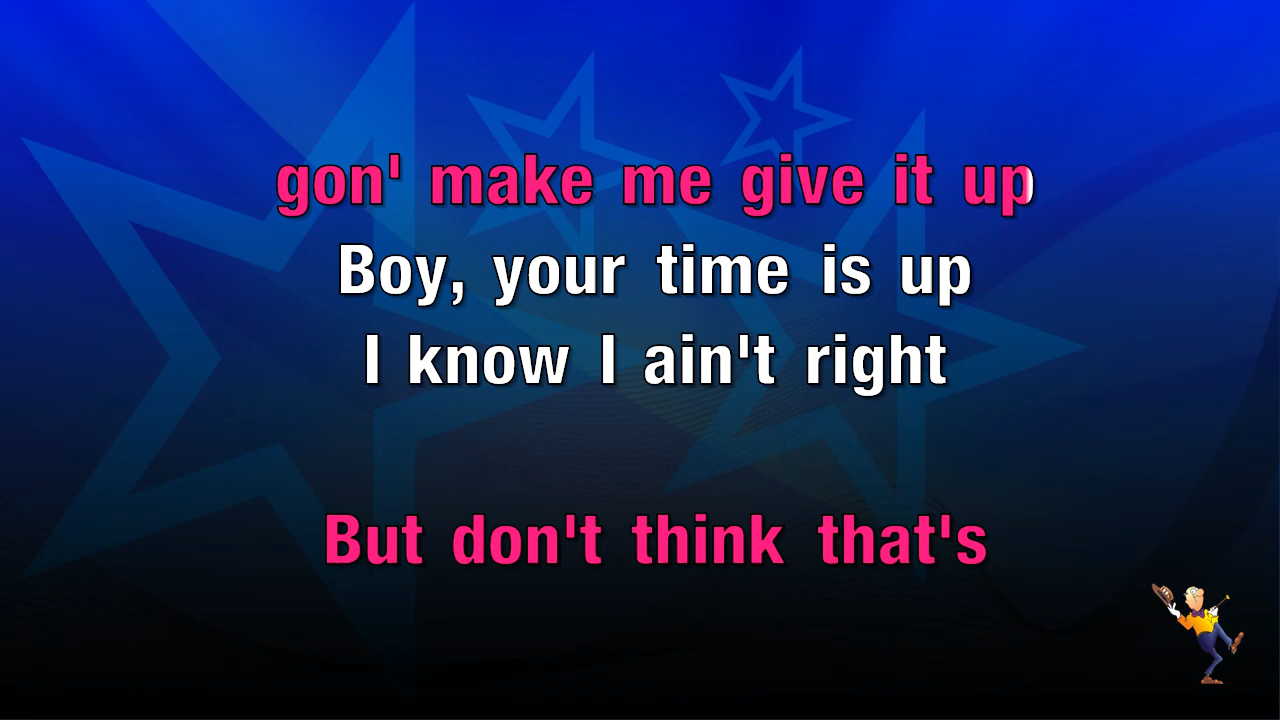 gon' make me give it up
Boy, your time is up
I know I ain't right
But don't think that's